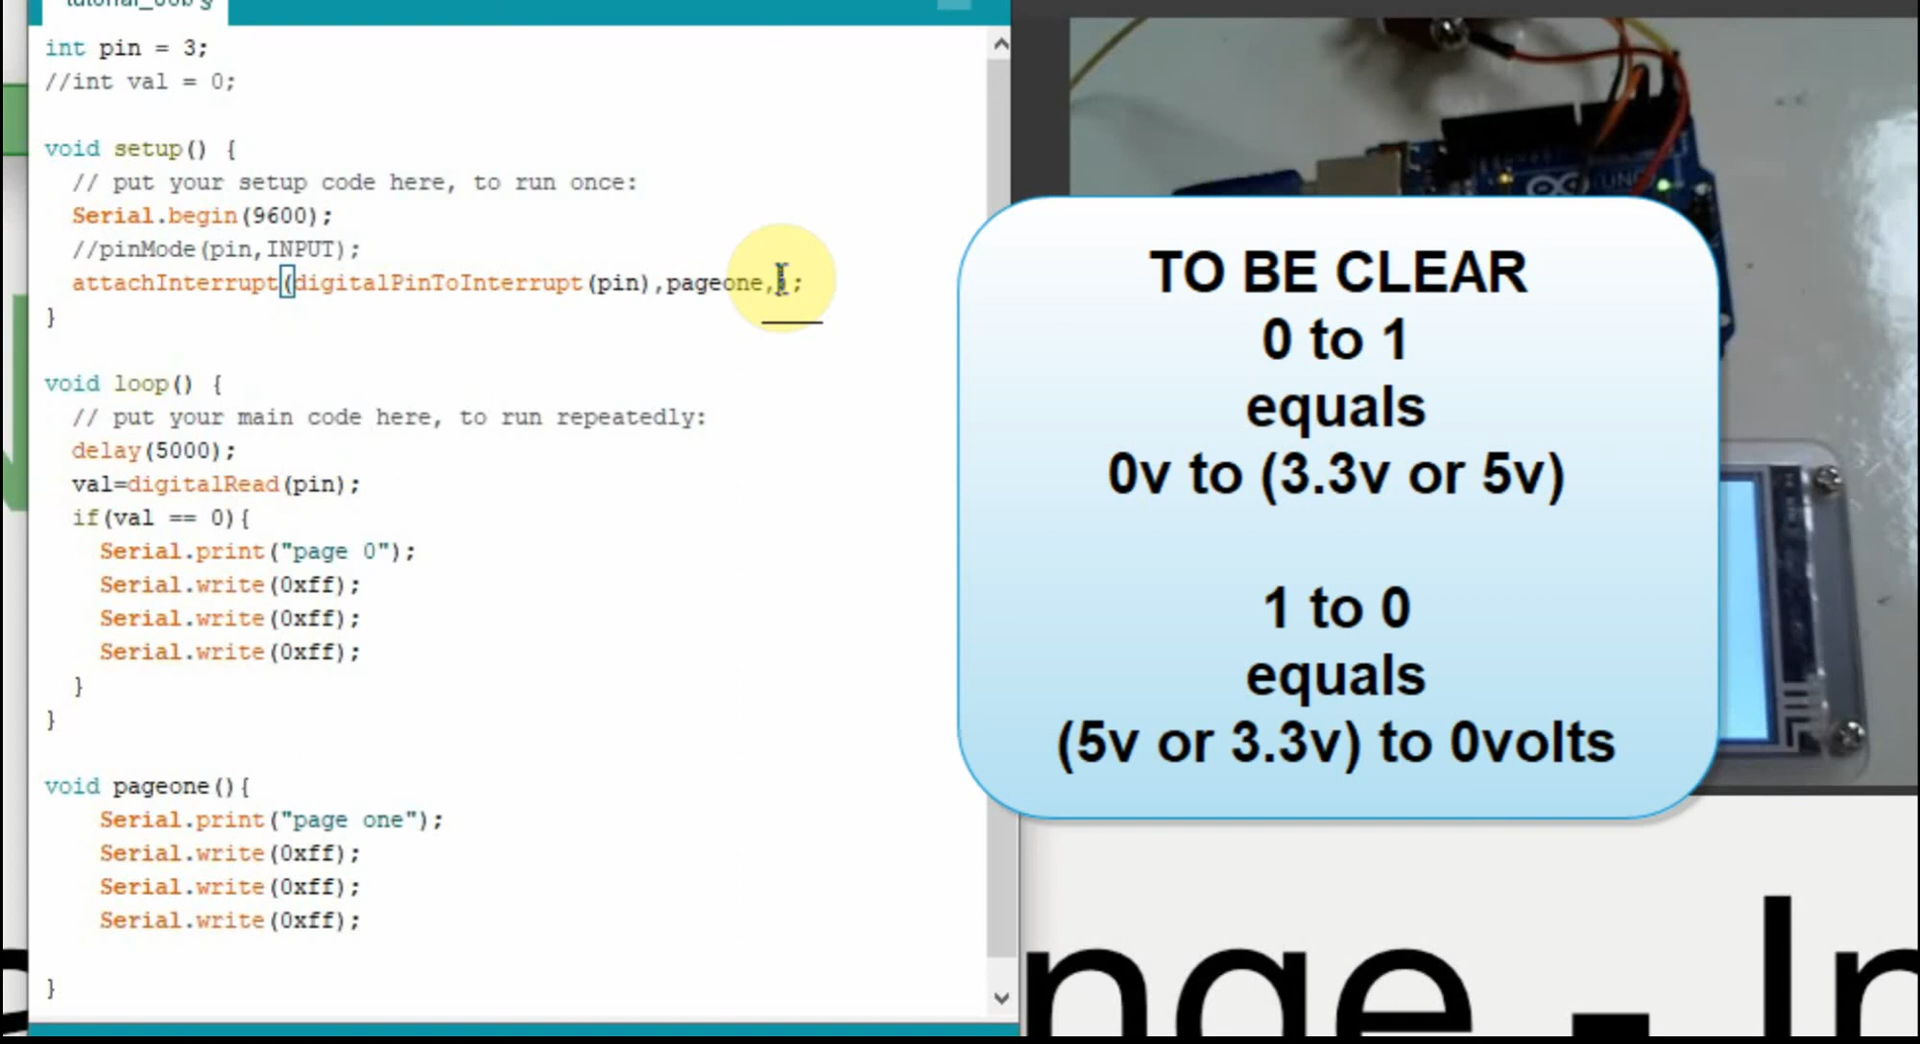 int pin = 3;
//int val = 0;
void setup() {
// put your setup code here, to run once:
Serial.begin(9600);
//pinMode(pin,INPUT);
attachInterrupt(digitalPinToInterrupt(pin),pageone,);
}
void loop() {
// put your main code here, to run repeatedly:
delay(5000);
val=digitalRead(pin);
if(val == 0){
Serial.print("page 0");
Serial.write(0xff);
Serial.write(0xff);
Serial.write(0xff);
}
}
void pageone(){
Serial.print("page one");
Serial.write(0xff);
Serial.write(0xff);
Serial.write(0xff);
}
TO BE CLEAR
0 to 1
equals
0v to (3.3v or 5v)
1 to 0
equals
(5v or 3.3v) to 0volts